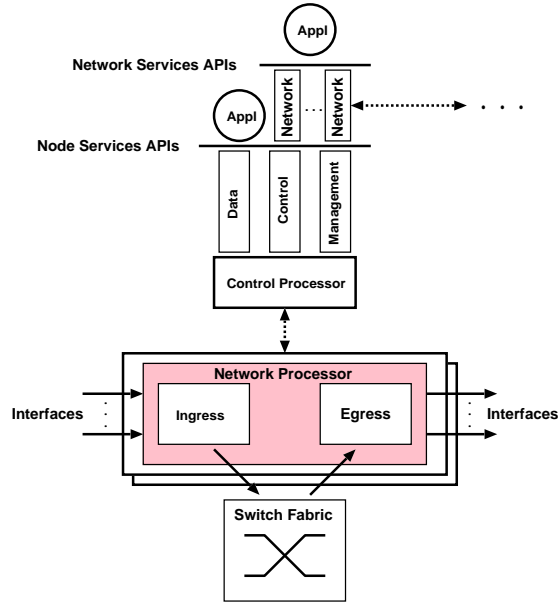 Appl
Network Services APIs
Network
...
Network
. . .
Appl
Node Services APIs
Data
Control
Management
Control Processor
Network Processor
Interfaces
Ingress
Egress
Interfaces
Switch Fabric